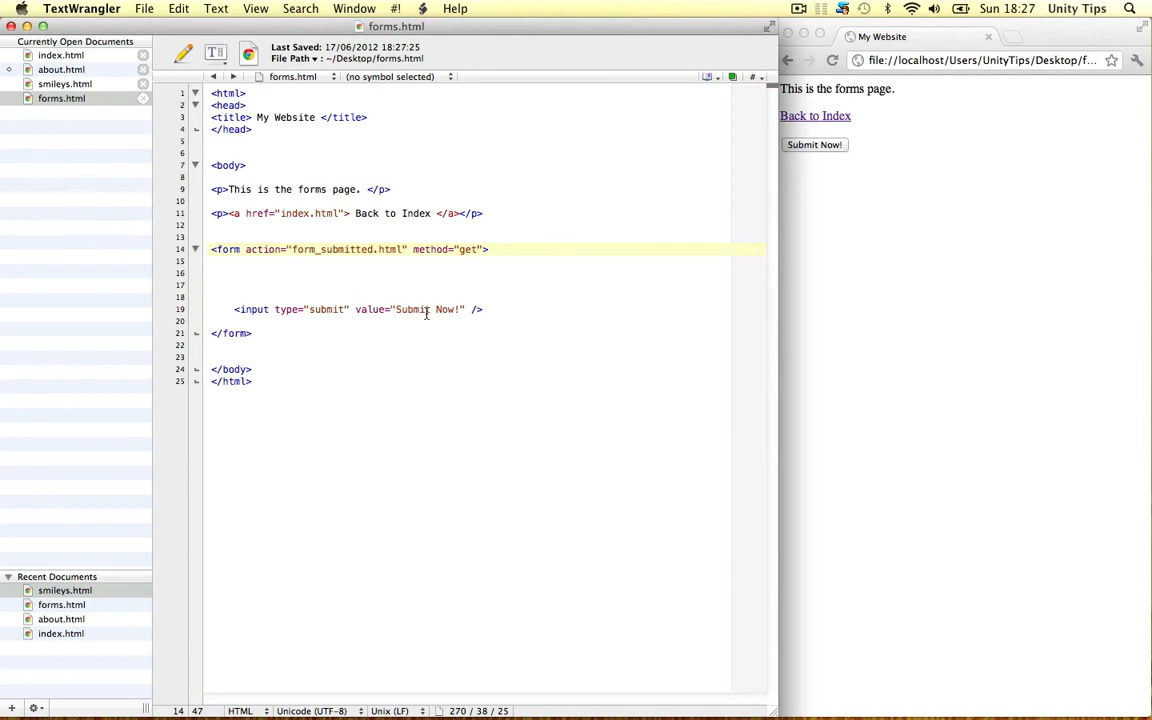 TextWrangler File Edit Text View Search Window #! Help Sun 18:27 Unity Tips
forms.html
Currently Open Documents
index.html
about.html
smileys.html
forms.html
Recent Documents
smileys.html
forms.html
about.html
index.html
Last Saved: 17/06/2012 18:27:25
File Path ▾ : ~/Desktop/forms.html
forms.html (no symbol selected) #
1 <html>
2 <head>
3 <title> My Website </title>
4 </head>
5
6
7 <body>
8
9 <p>This is the forms page. </p>
10
11 <p><a href="index.html"> Back to Index </a></p>
12
13
14 <form action="form_submitted.html" method="get">
15
16
17
18
19 <input type="submit" value="Submit Now!" />
20
21 </form>
22
23
24 </body>
25 </html>
14 47 HTML Unicode (UTF-8) Unix (LF) 270 / 38 / 25
My Website
file://localhost/Users/UnityTips/Desktop/f...
This is the forms page.
Back to Index
Submit Now!